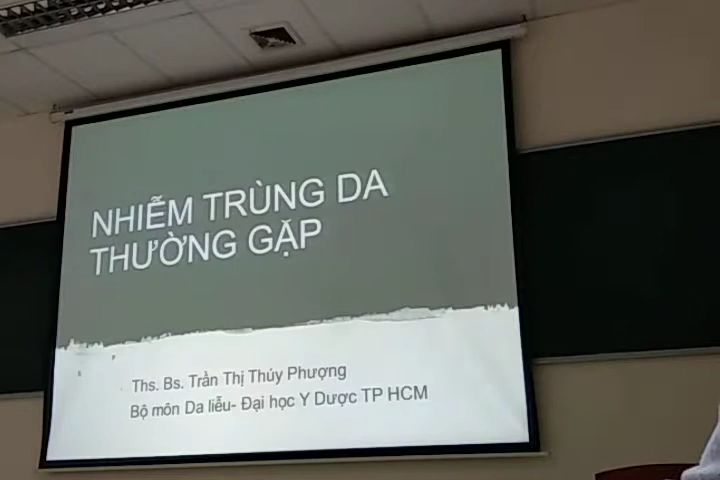 NHIỄM TRÙNG DA
THƯỜNG GẶP
Ths. Bs. Trần Thị Thúy Phượng
Bộ môn Da liễu- Đại học Y Dược TP HCM